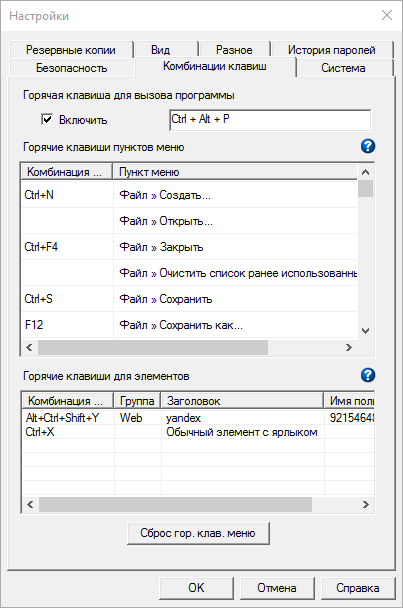 Настройки
Резервные копии Вид Разное История паролей
Безопасность Комбинации клавиш Система
Горячая клавиша для вызова программы
Включить Ctrl + Alt + P
Горячие клавиши пунктов меню
Комбинация ... Пункт меню
Ctrl+N Файл » Создать...
Файл » Открыть...
Ctrl+F4 Файл » Закрыть
Файл » Очистить список ранее использованны
Ctrl+S Файл » Сохранить
F12 Файл » Сохранить как...
Горячие клавиши для элементов
Комбинация ... Группа Заголовок Имя поль
Alt+Ctrl+Shift+Y Web yandex 92154648
Ctrl+X Обычный элемент с ярлыком
Сброс гор. клав. меню
OK Отмена Справка